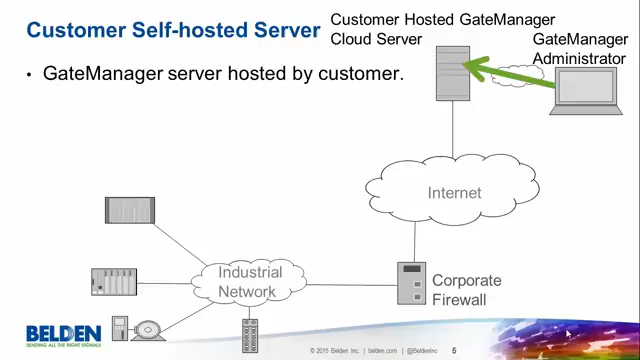 Customer Self-hosted Server
Customer Hosted GateManager
Cloud Server
GateManager
Administrator
• GateManager server hosted by customer.
Internet
Industrial
Network
Corporate
Firewall
BELDEN
SENDING ALL THE RIGHT SIGNALS
© 2015 Belden Inc. | belden.com | @BeldenInc
5